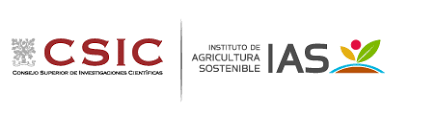 CSIC
CONSEJO SUPERIOR DE INVESTIGACIONES CIENTÍFICAS
INSTITUTO DE
AGRICULTURA
SOSTENIBLE
IAS